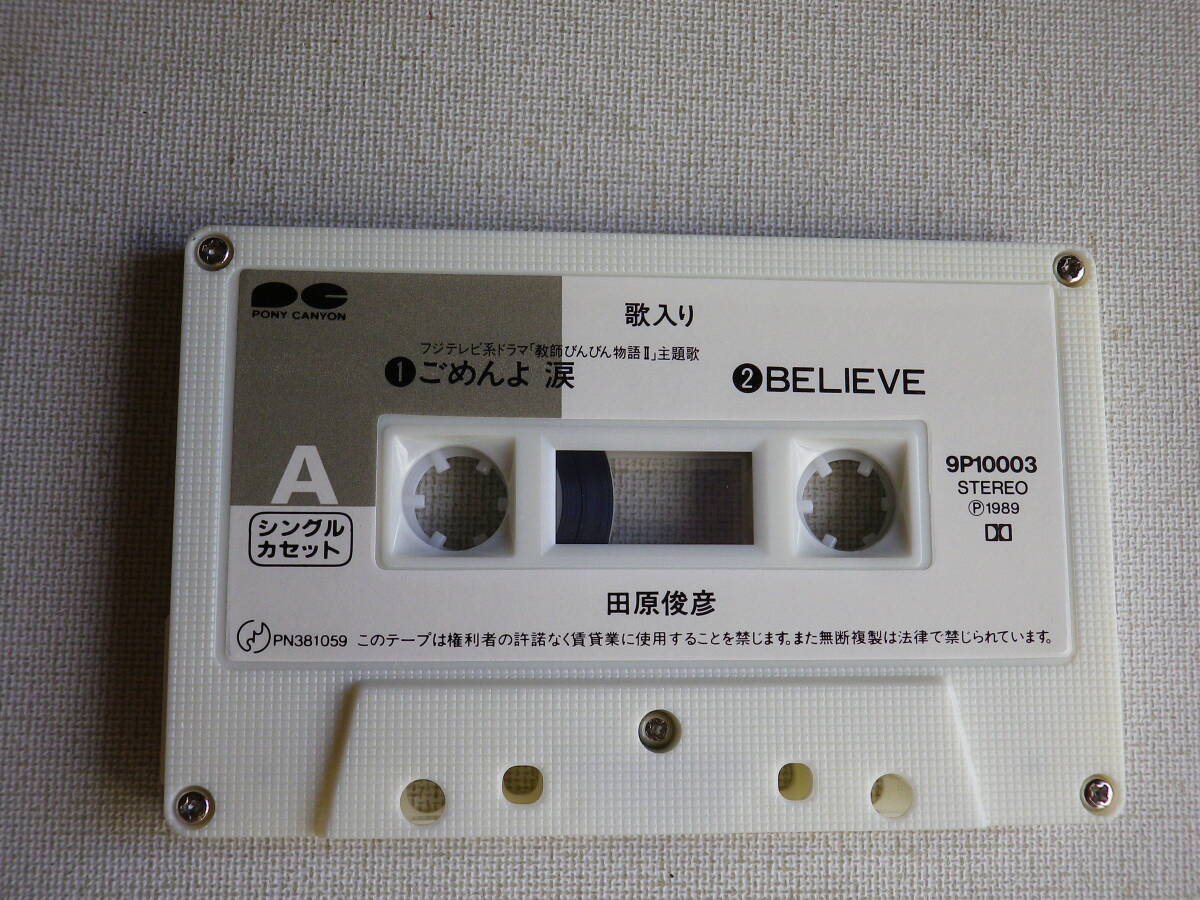 PONY CANYON
歌入り
フジテレビ系ドラマ「教師びんびん物語Ⅱ」主題歌
❶ごめんよ 涙
❷BELIEVE
A
シングル
カセット
9P10003
STEREO
Ⓟ1989
田原俊彦
PN381059 このテープは権利者の許諾なく賃貸業に使用することを禁じます。また無断複製は法律で禁じられています。